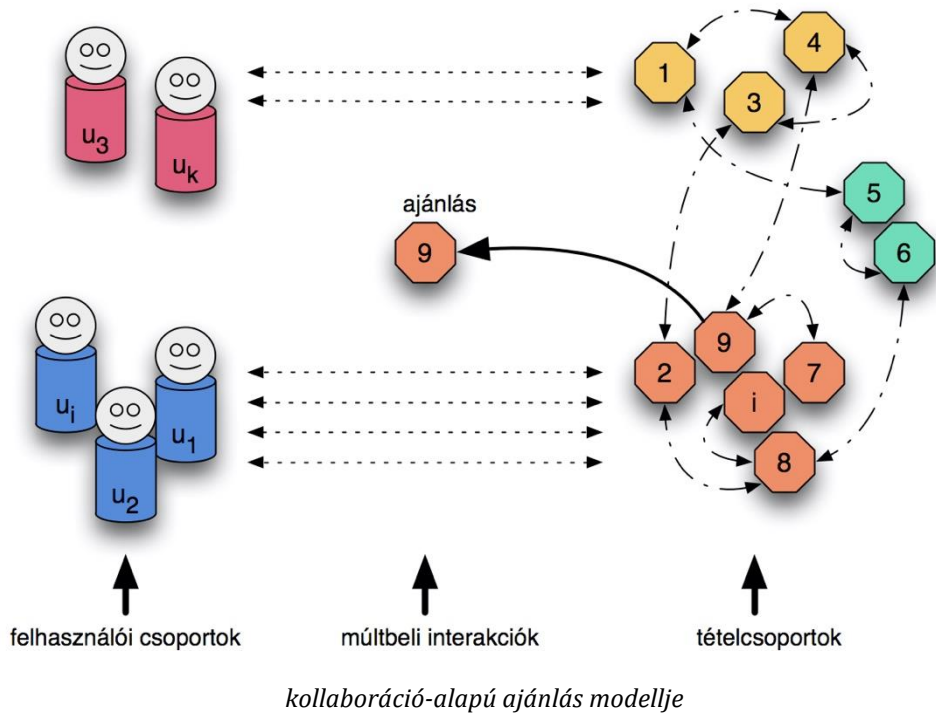 4
1
3
u3
uk
5
ajánlás
9
6
9
2
7
ui
i
u1
8
u2
felhasználói csoportok
múltbeli interakciók
tételcsoportok
kollaboráció-alapú ajánlás modellje